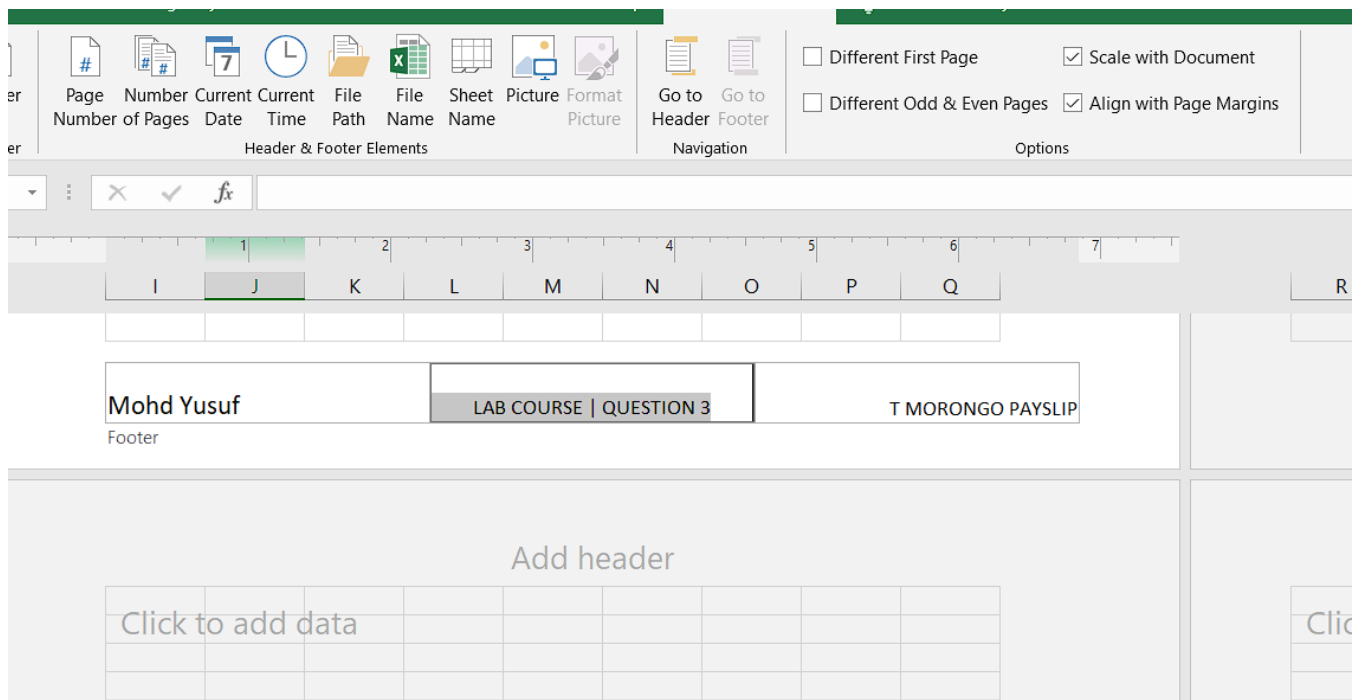 er
Page Number
Number of Pages
Current Date
Current Time
File Path
File Name
Sheet Name
Picture
Format Picture
Go to Header
Go to Footer
Different First Page
Scale with Document
Different Odd & Even Pages
Align with Page Margins
er
Header & Footer Elements
Navigation
Options
fx
1 2 3 4 5 6 7
I J K L M N O P Q R
Mohd Yusuf
LAB COURSE | QUESTION 3
T MORONGO PAYSLIP
Footer
Add header
Click to add data
Clic